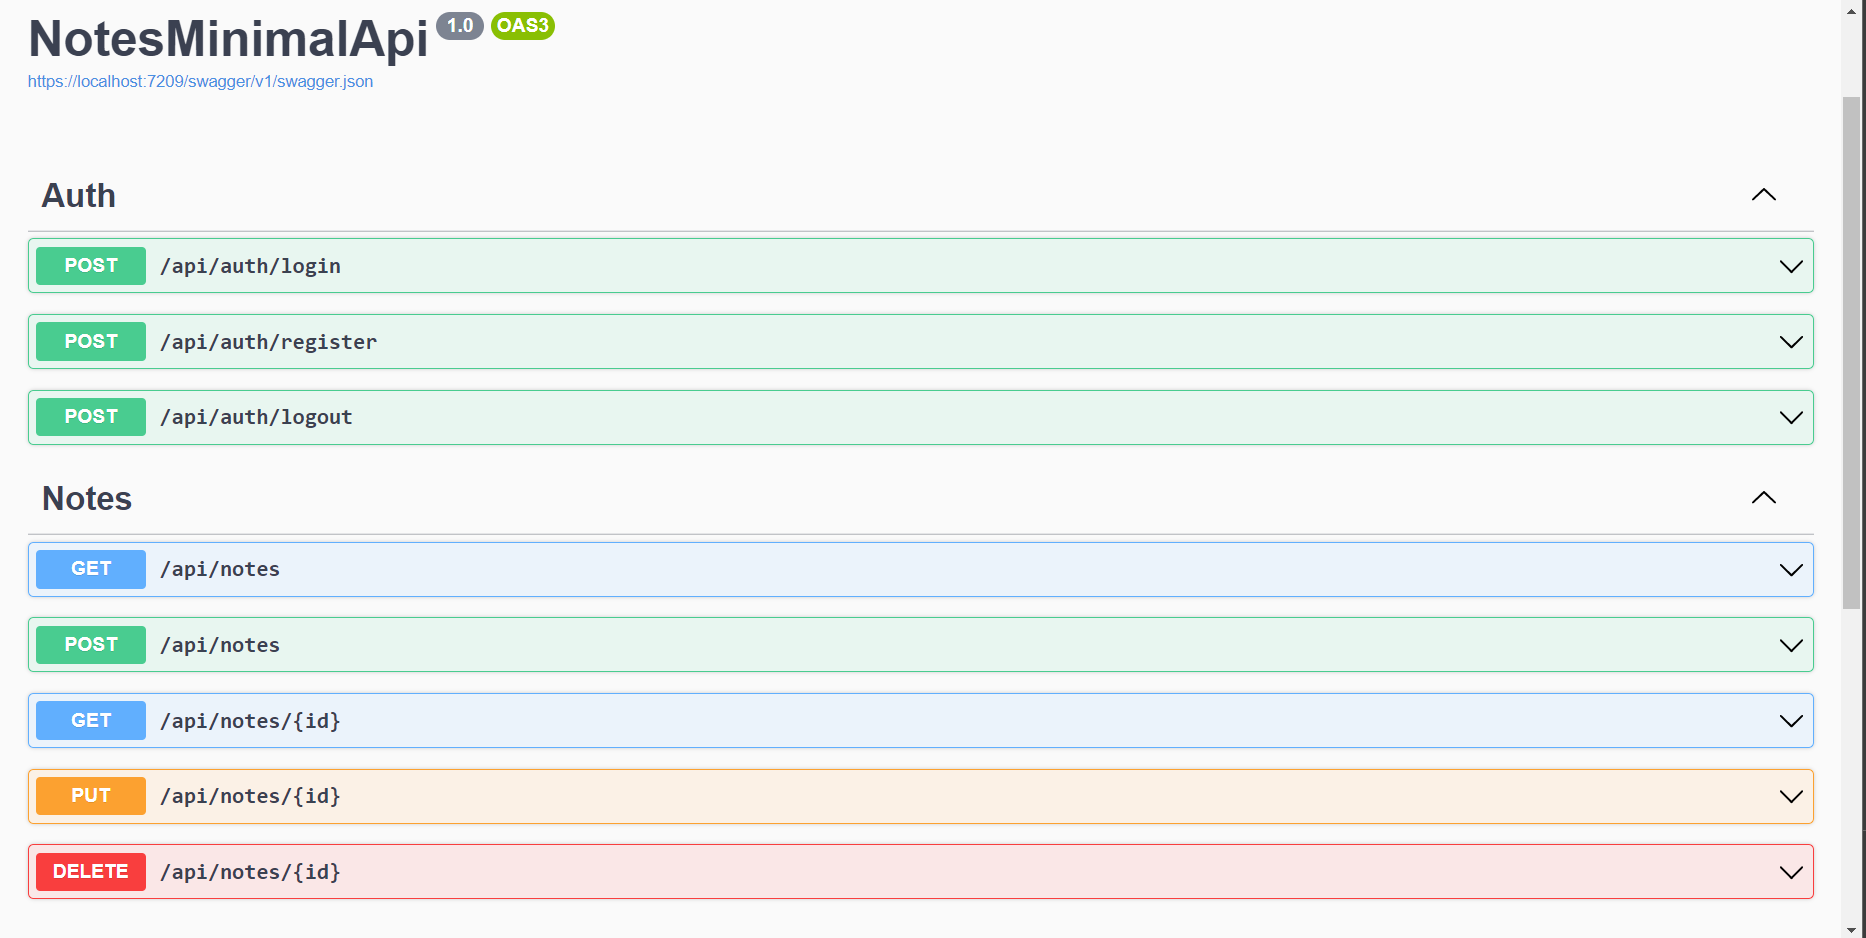 NotesMinimalApi 1.0 OAS3
https://localhost:7209/swagger/v1/swagger.json
Auth
POST /api/auth/login
POST /api/auth/register
POST /api/auth/logout
Notes
GET /api/notes
POST /api/notes
GET /api/notes/{id}
PUT /api/notes/{id}
DELETE /api/notes/{id}